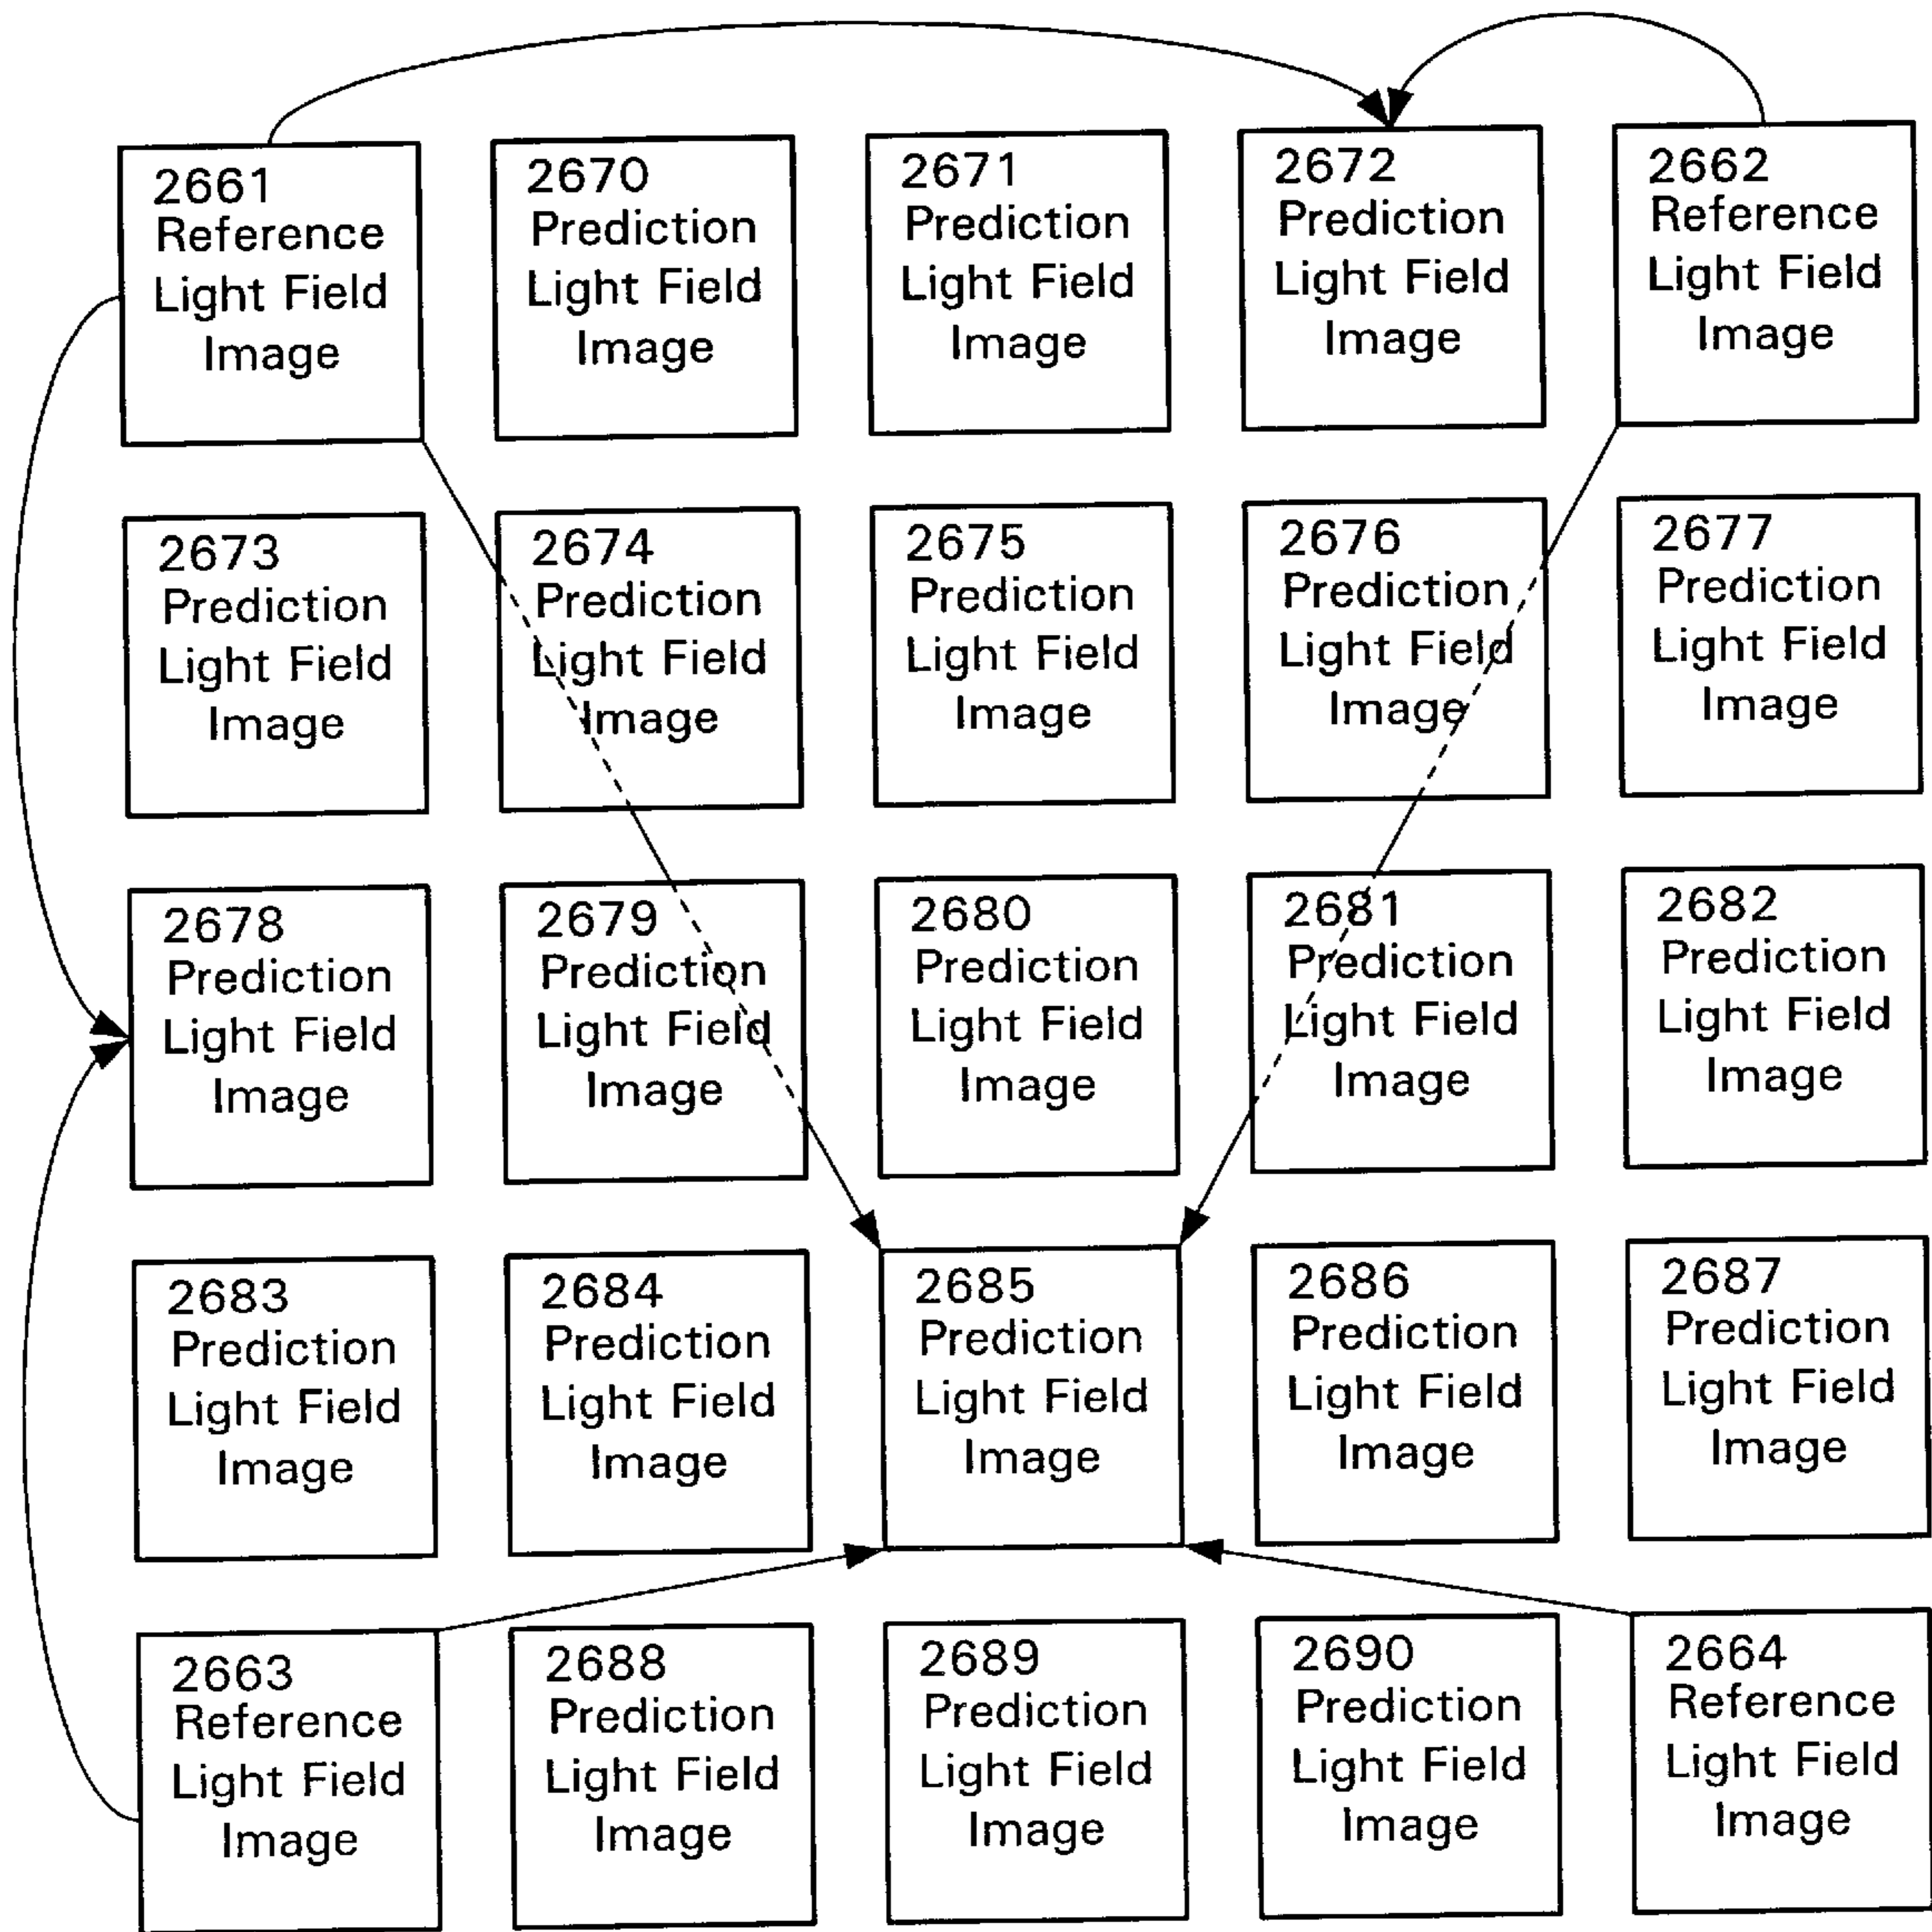 2661
Reference
Light Field
Image
2670
Prediction
Light Field
Image
2671
Prediction
Light Field
Image
2672
Prediction
Light Field
Image
2662
Reference
Light Field
Image
2673
Prediction
Light Field
Image
2674
Prediction
Light Field
Image
2675
Prediction
Light Field
Image
2676
Prediction
Light Field
Image
2677
Prediction
Light Field
Image
2678
Prediction
Light Field
Image
2679
Prediction
Light Field
Image
2680
Prediction
Light Field
Image
2681
Prediction
Light Field
Image
2682
Prediction
Light Field
Image
2683
Prediction
Light Field
Image
2684
Prediction
Light Field
Image
2685
Prediction
Light Field
Image
2686
Prediction
Light Field
Image
2687
Prediction
Light Field
Image
2663
Reference
Light Field
Image
2688
Prediction
Light Field
Image
2689
Prediction
Light Field
Image
2690
Prediction
Light Field
Image
2664
Reference
Light Field
Image